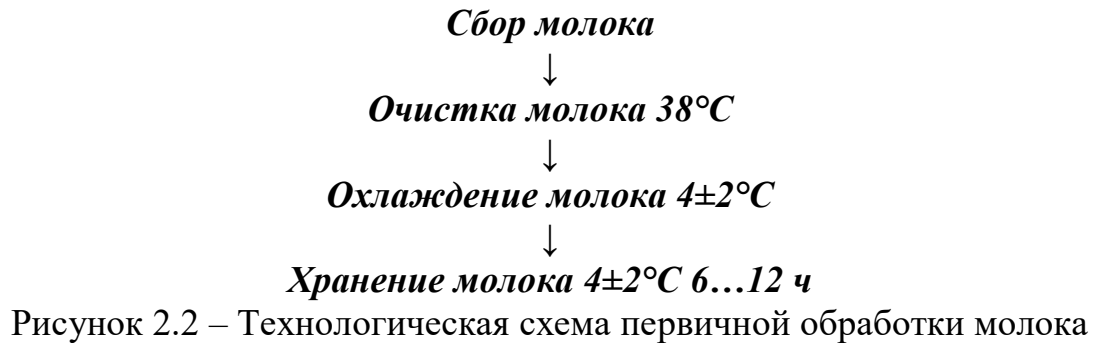 Сбор молока
↓
Очистка молока 38°С
↓
Охлаждение молока 4±2°С
↓
Хранение молока 4±2°С 6…12 ч
Рисунок 2.2 – Технологическая схема первичной обработки молока